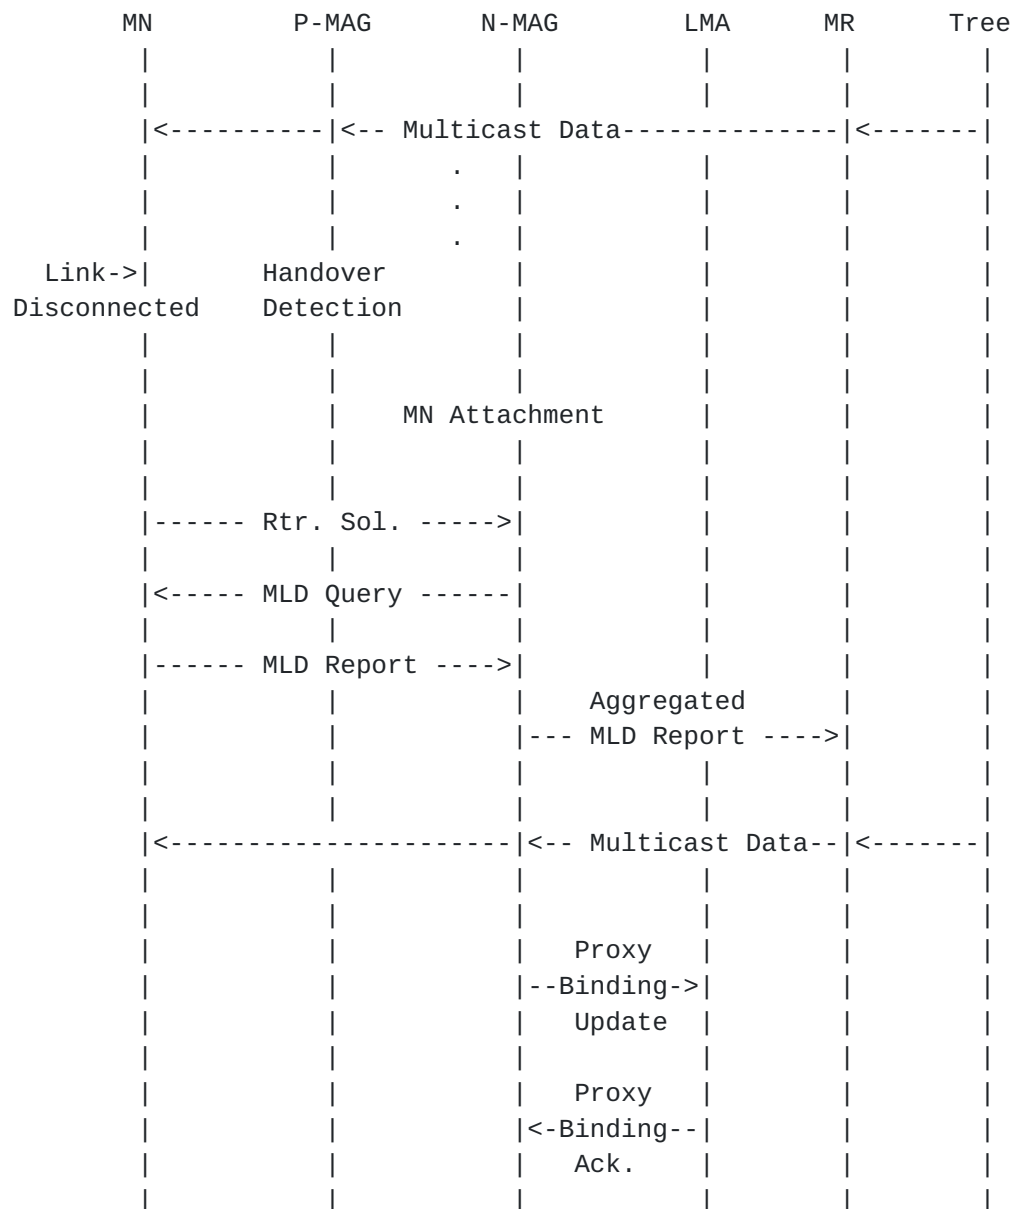 MN         P-MAG       N-MAG        LMA      MR      Tree
        |           |           |           |        |        |
        |           |           |           |        |        |
        |<----------|<-- Multicast Data--------------|<-------|
        |           |       .   |           |        |        |
        |           |       .   |           |        |        |
        |           |       .   |           |        |        |
  Link->|       Handover        |           |        |        |
Disconnected    Detection       |           |        |        |
        |           |           |           |        |        |
        |           |           |           |        |        |
        |           |    MN Attachment      |        |        |
        |           |           |           |        |        |
        |           |           |           |        |        |
        |------ Rtr. Sol. ----->|           |        |        |
        |           |           |           |        |        |
        |<----- MLD Query ------|           |        |        |
        |           |           |           |        |        |
        |------ MLD Report ---->|           |        |        |
        |           |           |    Aggregated      |        |
        |           |           |--- MLD Report ---->|        |
        |           |           |           |        |        |
        |           |           |           |        |        |
        |<----------------------|<-- Multicast Data--|<-------|
        |           |           |           |        |        |
        |           |           |           |        |        |
        |           |           |   Proxy   |        |        |
        |           |           |--Binding->|        |        |
        |           |           |   Update  |        |        |
        |           |           |           |        |        |
        |           |           |   Proxy   |        |        |
        |           |           |<-Binding--|        |        |
        |           |           |   Ack.    |        |        |
        |           |           |           |        |        |